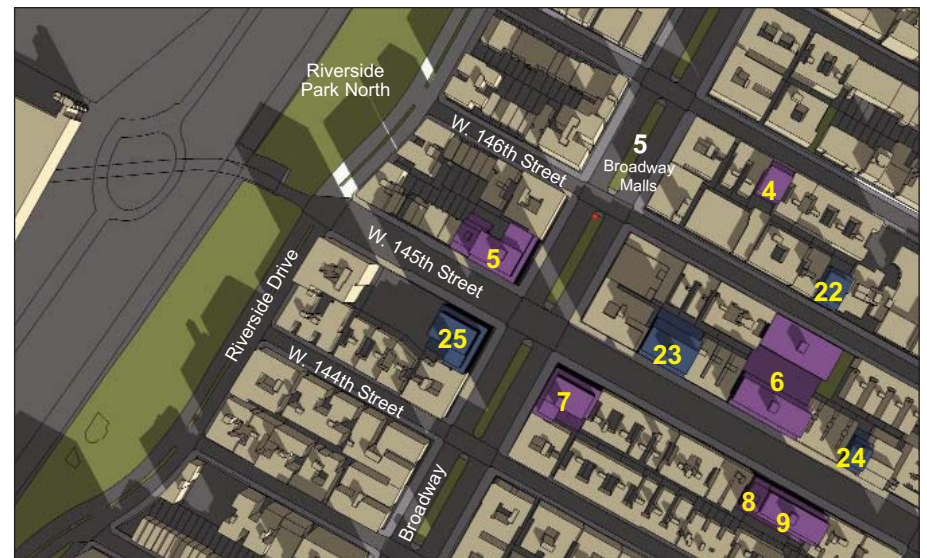 Riverside
Park North
W. 146th Street
5
Broadway
Malls
4
W. 145th Street
5
22
Riverside Drive
25
23
6
W. 144th Street
7
24
Broadway
8
9